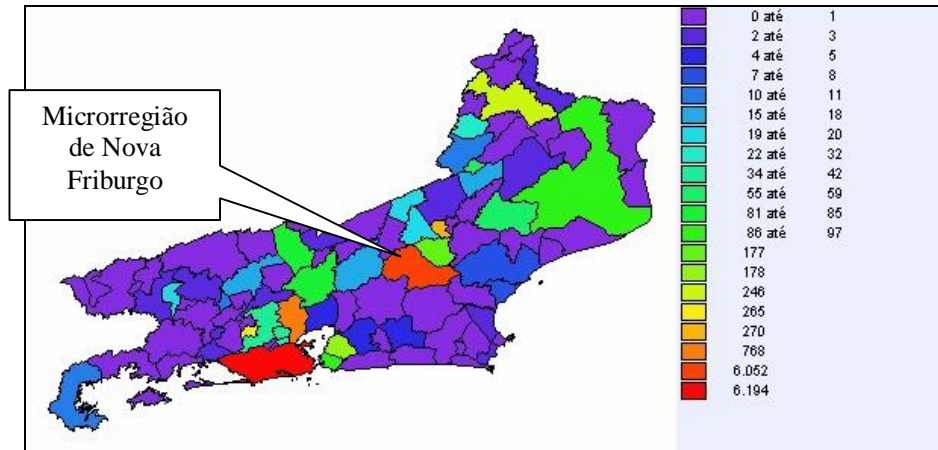 Microrregião
de Nova
Friburgo
0 até 1
2 até 3
4 até 5
7 até 8
10 até 11
15 até 18
19 até 20
22 até 32
34 até 42
55 até 59
81 até 85
86 até 97
177
178
246
265
270
768
6.052
6.194